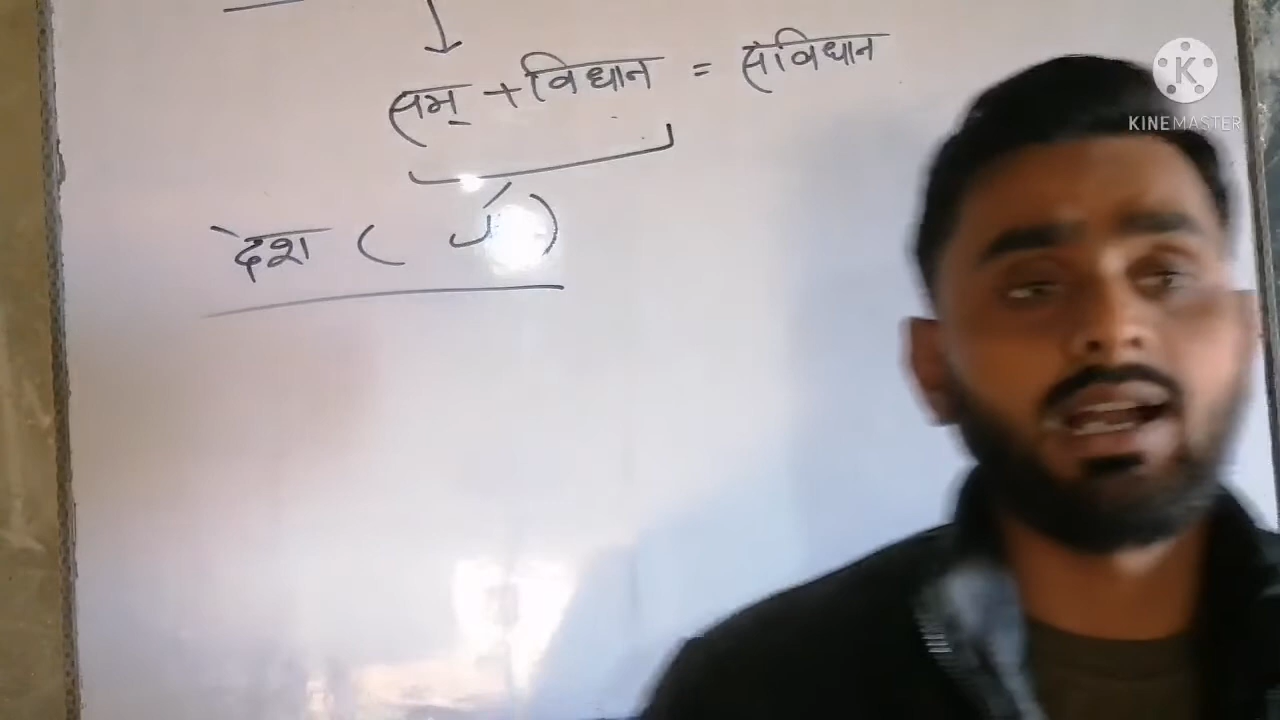 सम् + विधान = संविधान
देश ( )
KINEMASTER